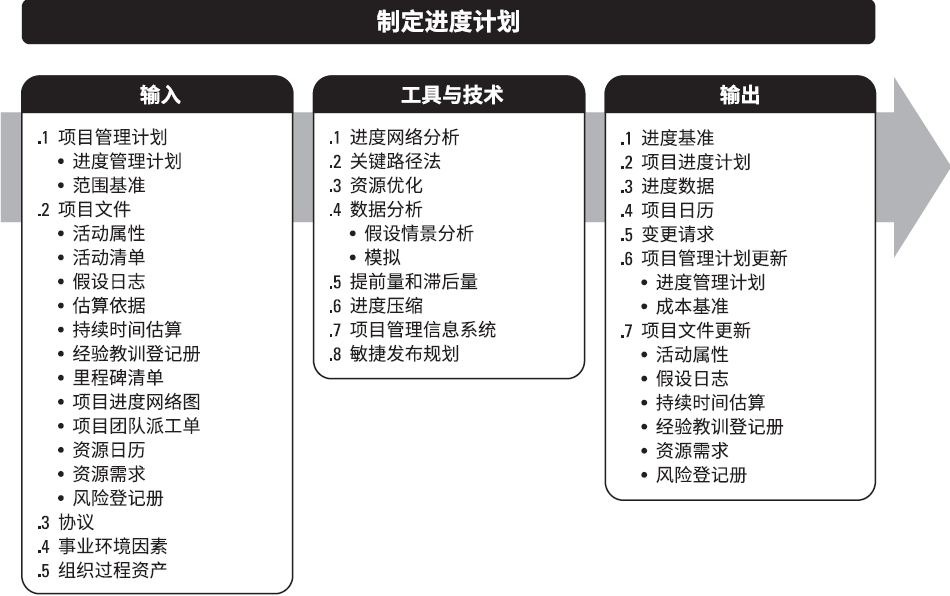 制定进度计划
输入
.1 项目管理计划
• 进度管理计划
• 范围基准
.2 项目文件
• 活动属性
• 活动清单
• 假设日志
• 估算依据
• 持续时间估算
• 经验教训登记册
• 里程碑清单
• 项目进度网络图
• 项目团队派工单
• 资源日历
• 资源需求
• 风险登记册
.3 协议
.4 事业环境因素
.5 组织过程资产
工具与技术
.1 进度网络分析
.2 关键路径法
.3 资源优化
.4 数据分析
• 假设情景分析
• 模拟
.5 提前量和滞后量
.6 进度压缩
.7 项目管理信息系统
.8 敏捷发布规划
输出
.1 进度基准
.2 项目进度计划
.3 进度数据
.4 项目日历
.5 变更请求
.6 项目管理计划更新
• 进度管理计划
• 成本基准
.7 项目文件更新
• 活动属性
• 假设日志
• 持续时间估算
• 经验教训登记册
• 资源需求
• 风险登记册